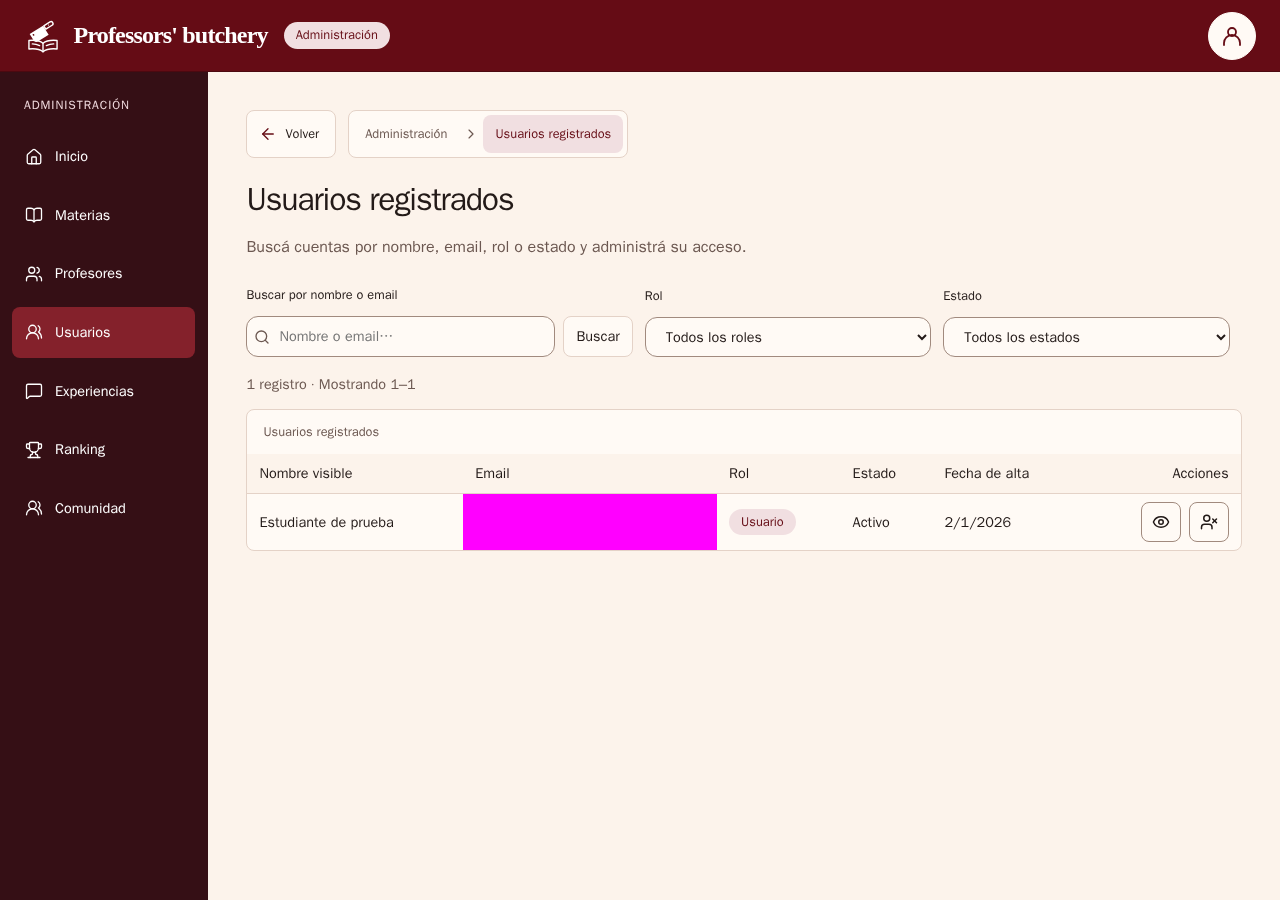 Professors' butchery
Administración
ADMINISTRACIÓN
Inicio
Materias
Profesores
Usuarios
Experiencias
Ranking
Comunidad
Volver
Administración
Usuarios registrados
Usuarios registrados
Buscá cuentas por nombre, email, rol o estado y administrá su acceso.
Buscar por nombre o email
Rol
Estado
Nombre o email…
Buscar
Todos los roles
Todos los estados
1 registro · Mostrando 1–1
Usuarios registrados
Nombre visible Email Rol Estado Fecha de alta Acciones
Estudiante de prueba Usuario Activo 2/1/2026